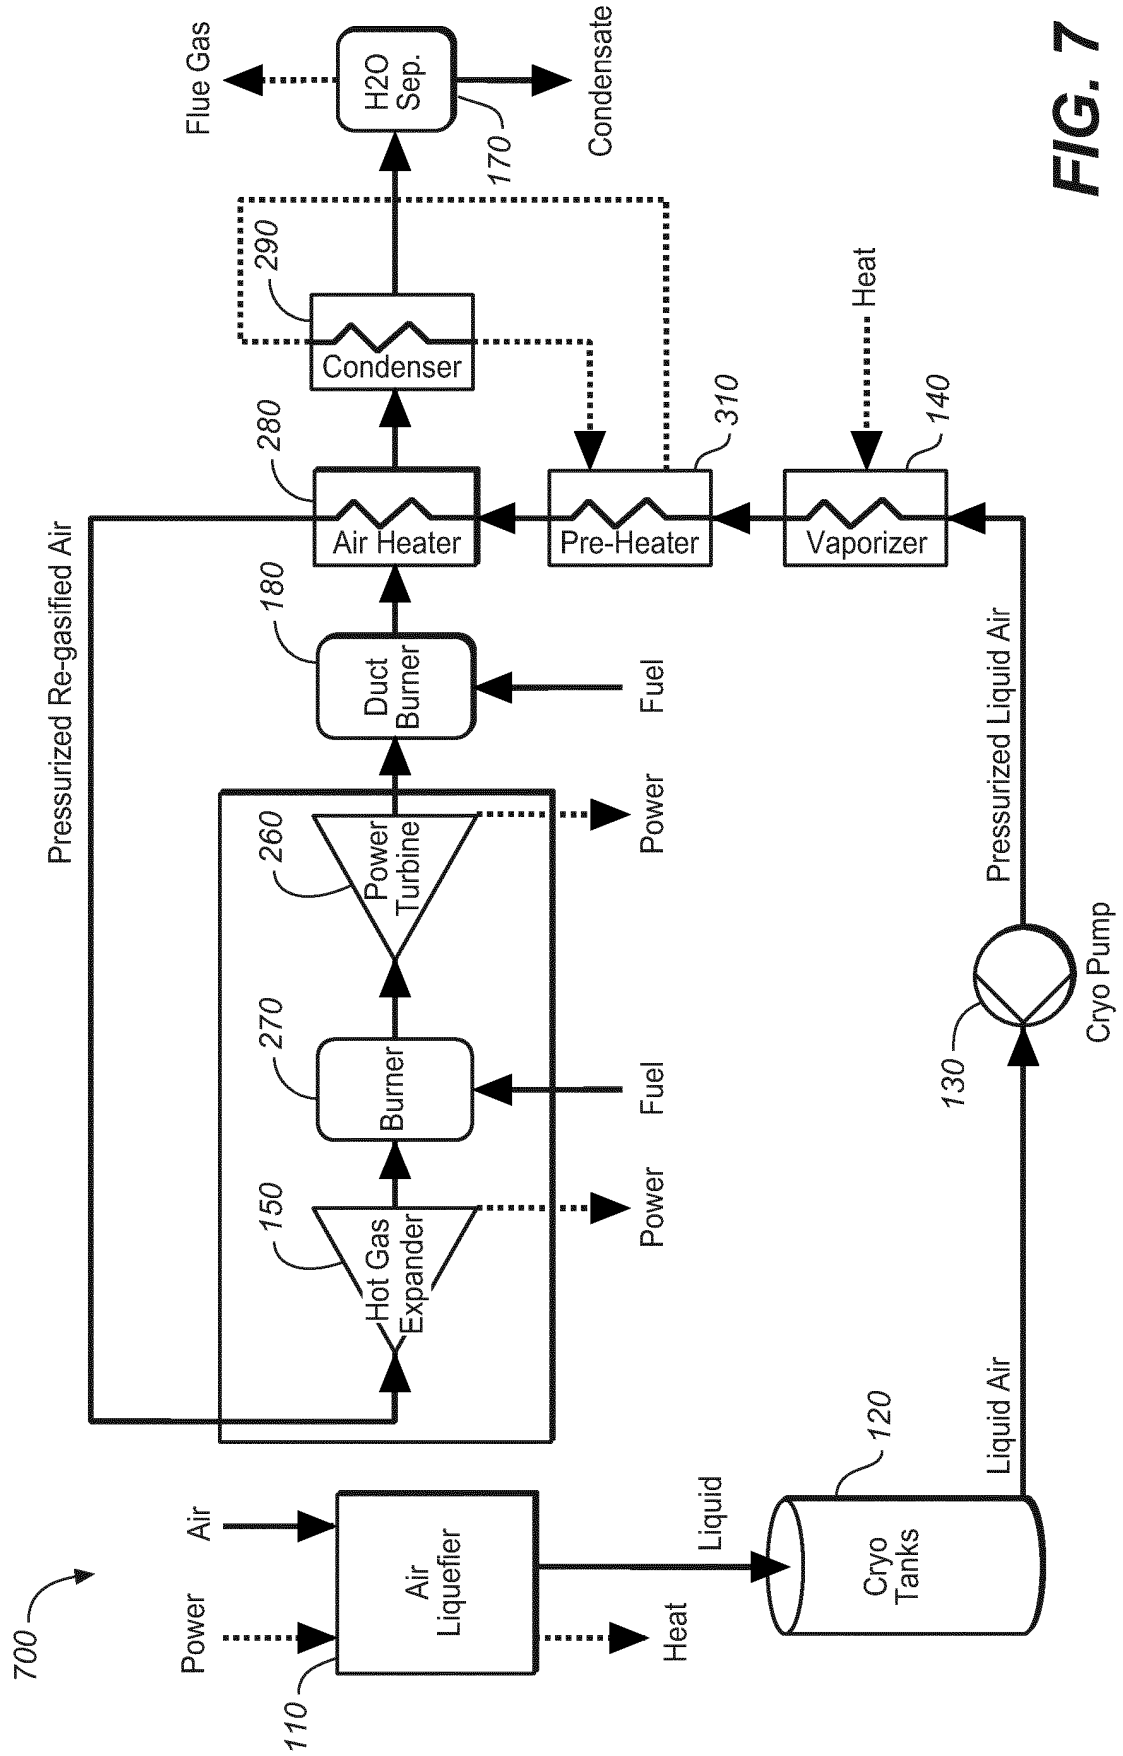 700
Power
Air
110
Air
Liquefier
Heat
Liquid
120
Cryo
Tanks
Liquid Air
130
Cryo Pump
Pressurized Liquid Air
Pressurized Re-gasified Air
150
Hot Gas
Expander
Power
270
Burner
Fuel
260
Power
Turbine
Power
180
Duct
Burner
Fuel
280
Air Heater
310
Pre-Heater
140
Vaporizer
Heat
290
Condenser
Flue Gas
H2O
Sep.
170
Condensate
FIG. 7